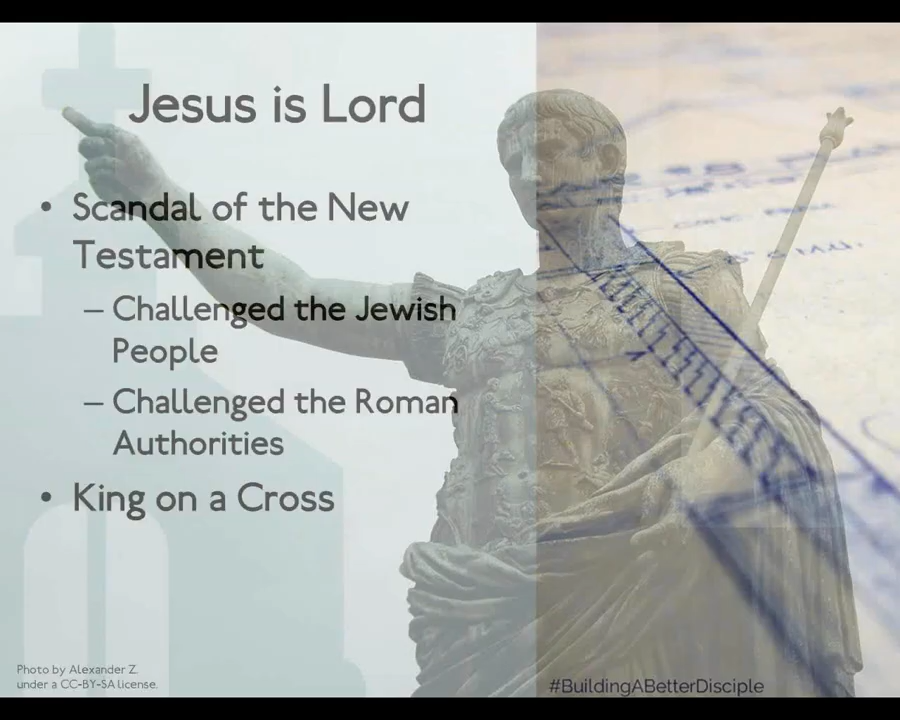 Jesus is Lord
• Scandal of the New
Testament
– Challenged the Jewish
People
– Challenged the Roman
Authorities
• King on a Cross
Photo by Alexander Z.
under a CC-BY-SA license.
#BuildingABetterDisciple